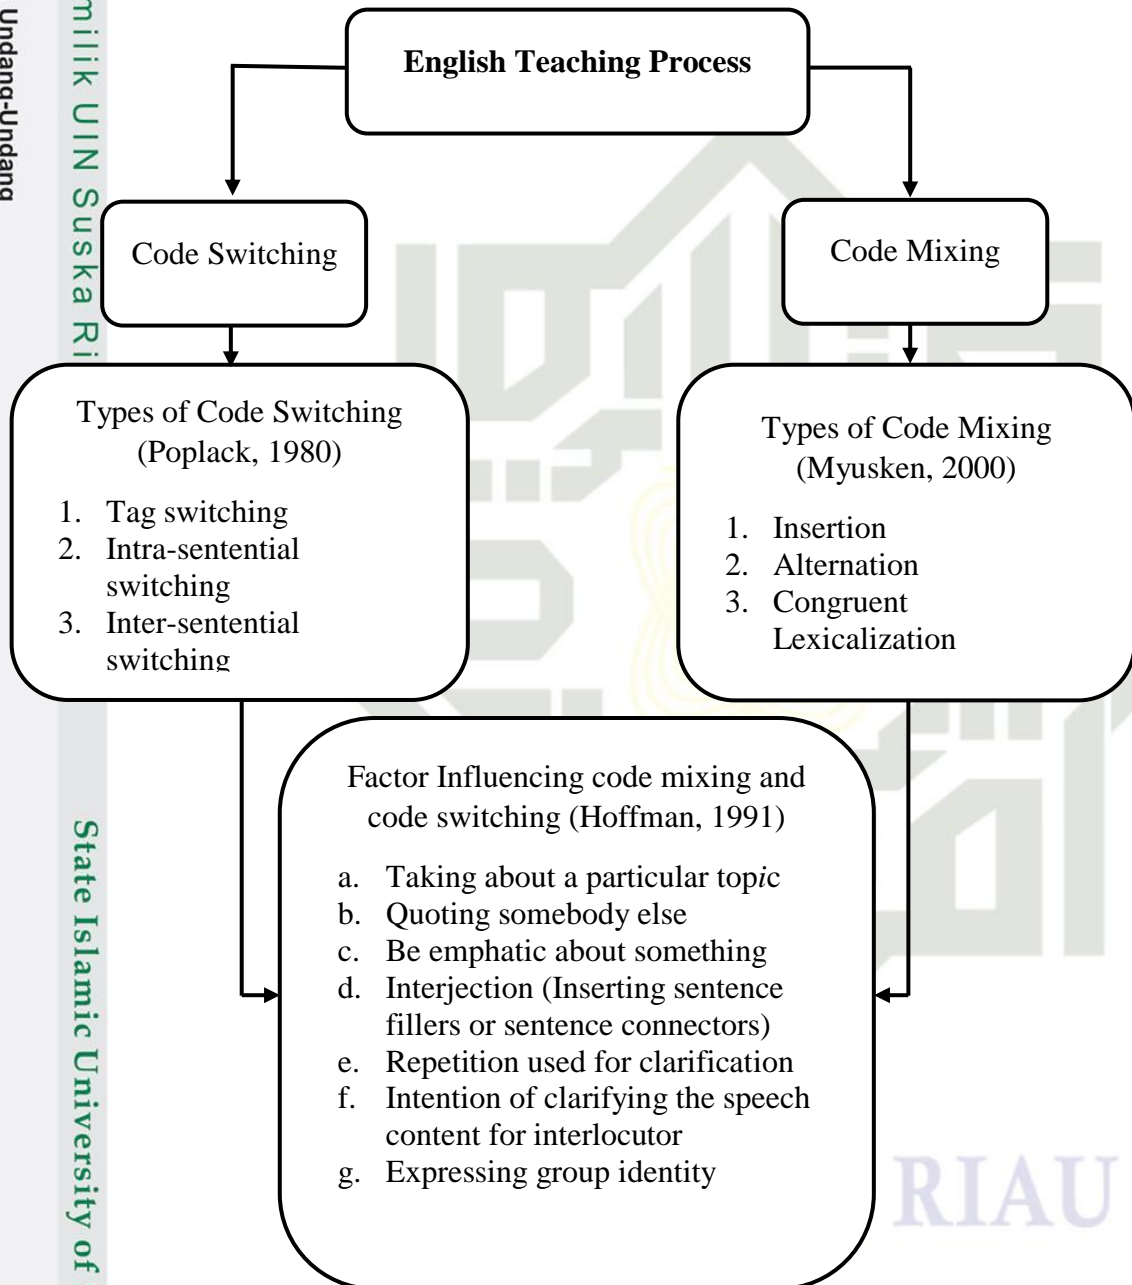 milik UIN Suska Ri
Undang-Undang
State Islamic University of
English Teaching Process
Code Switching
Code Mixing
Types of Code Switching
(Poplack, 1980)
1. Tag switching
2. Intra-sentential
switching
3. Inter-sentential
switching
Types of Code Mixing
(Myusken, 2000)
1. Insertion
2. Alternation
3. Congruent
Lexicalization
Factor Influencing code mixing and
code switching (Hoffman, 1991)
a. Taking about a particular topic
b. Quoting somebody else
c. Be emphatic about something
d. Interjection (Inserting sentence
fillers or sentence connectors)
e. Repetition used for clarification
f. Intention of clarifying the speech
content for interlocutor
g. Expressing group identity
RIAU